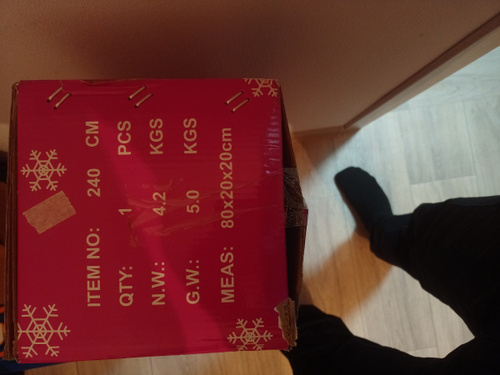 ITEM NO: 240 CM
QTY: 1 PCS
N.W.: 4.2 KGS
G.W.: 5.0 KGS
MEAS: 80x20x20cm